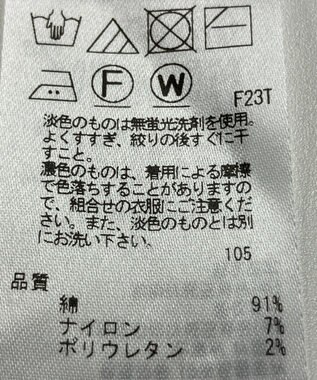 F
W
F23T
淡色のものは無蛍光洗剤を使用。
よくすすぎ、絞りの後すぐに干
すこと。
濃色のものは、着用による摩擦
で色落ちすることがありますの
で、組合せの衣服にご注意くだ
さい。また、淡色のものとは別
にお洗い下さい。
105
品質
綿 91%
ナイロン 7%
ポリウレタン 2%